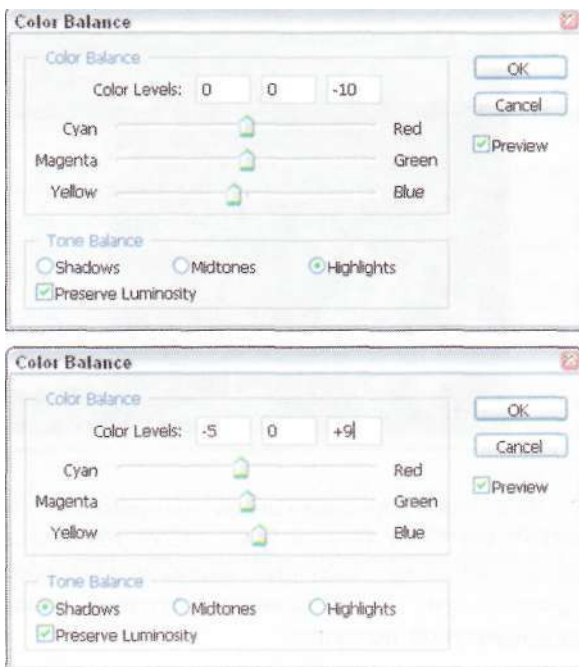 Color Balance
Color Balance
Color Levels: 0 0 -10
Cyan Red
Magenta Green
Yellow Blue
OK
Cancel
Preview
Tone Balance
Shadows Midtones Highlights
Preserve Luminosity
Color Balance
Color Balance
Color Levels: -5 0 +9
Cyan Red
Magenta Green
Yellow Blue
OK
Cancel
Preview
Tone Balance
Shadows Midtones Highlights
Preserve Luminosity